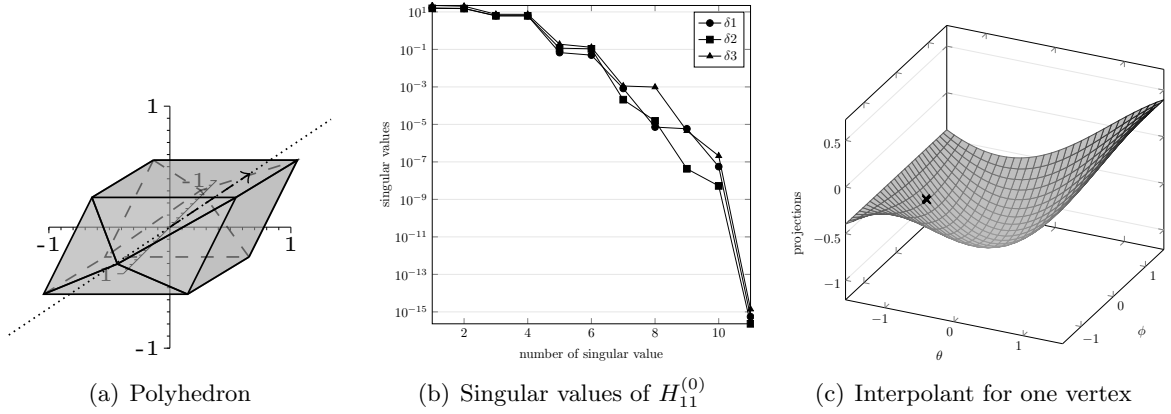 1
-1
1
-1
1
-1
(a) Polyhedron
10^1
10^{-1}
10^{-3}
10^{-5}
10^{-7}
10^{-9}
10^{-11}
10^{-13}
10^{-15}
singular values
2 4 6 8 10
number of singular value
δ1
δ2
δ3
(b) Singular values of H_{11}^{(0)}
0.5
0
−0.5
−1
projections
−1 0 1
θ
−1 0 1
ϕ
(c) Interpolant for one vertex